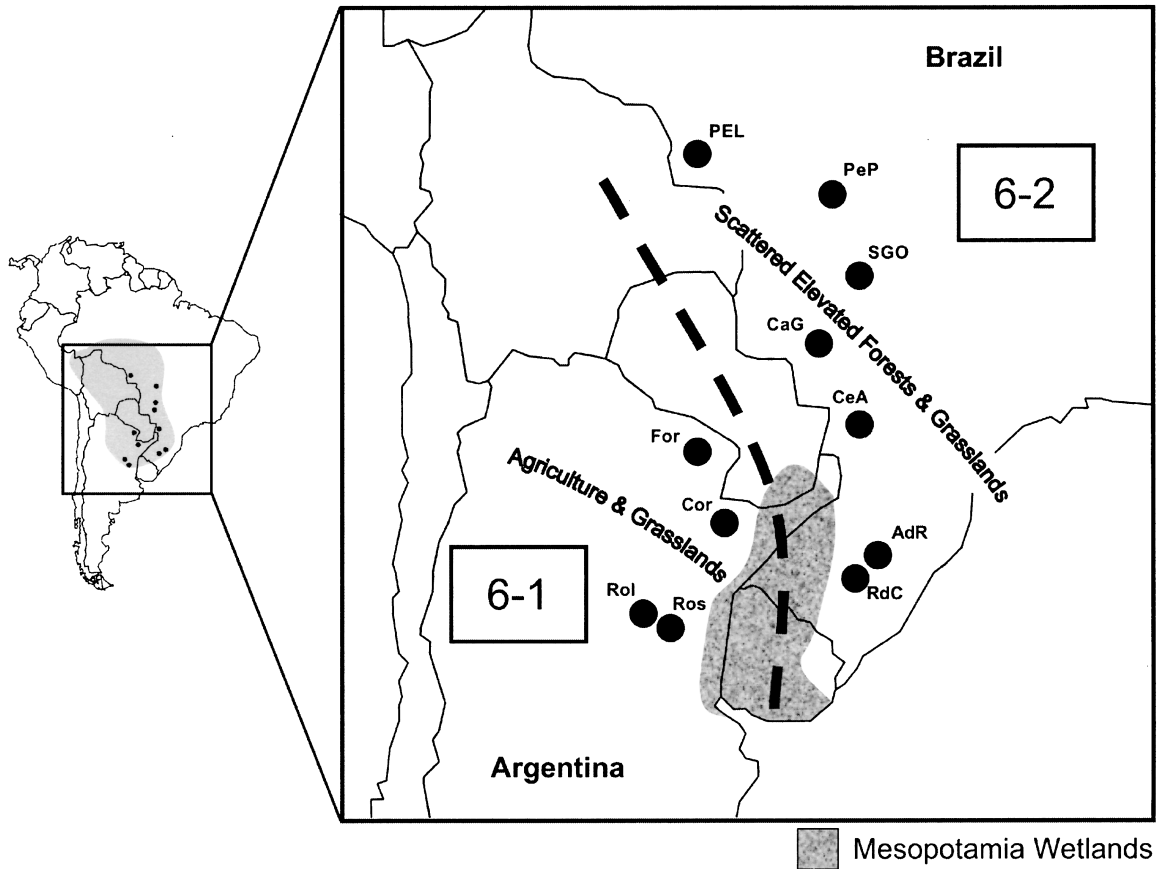 Brazil
PEL
PeP
6-2
SGO
Scattered Elevated Forests & Grasslands
CaG
CeA
For
Agriculture & Grasslands
Cor
AdR
6-1
RoI
Ros
RdC
Argentina
Mesopotamia Wetlands